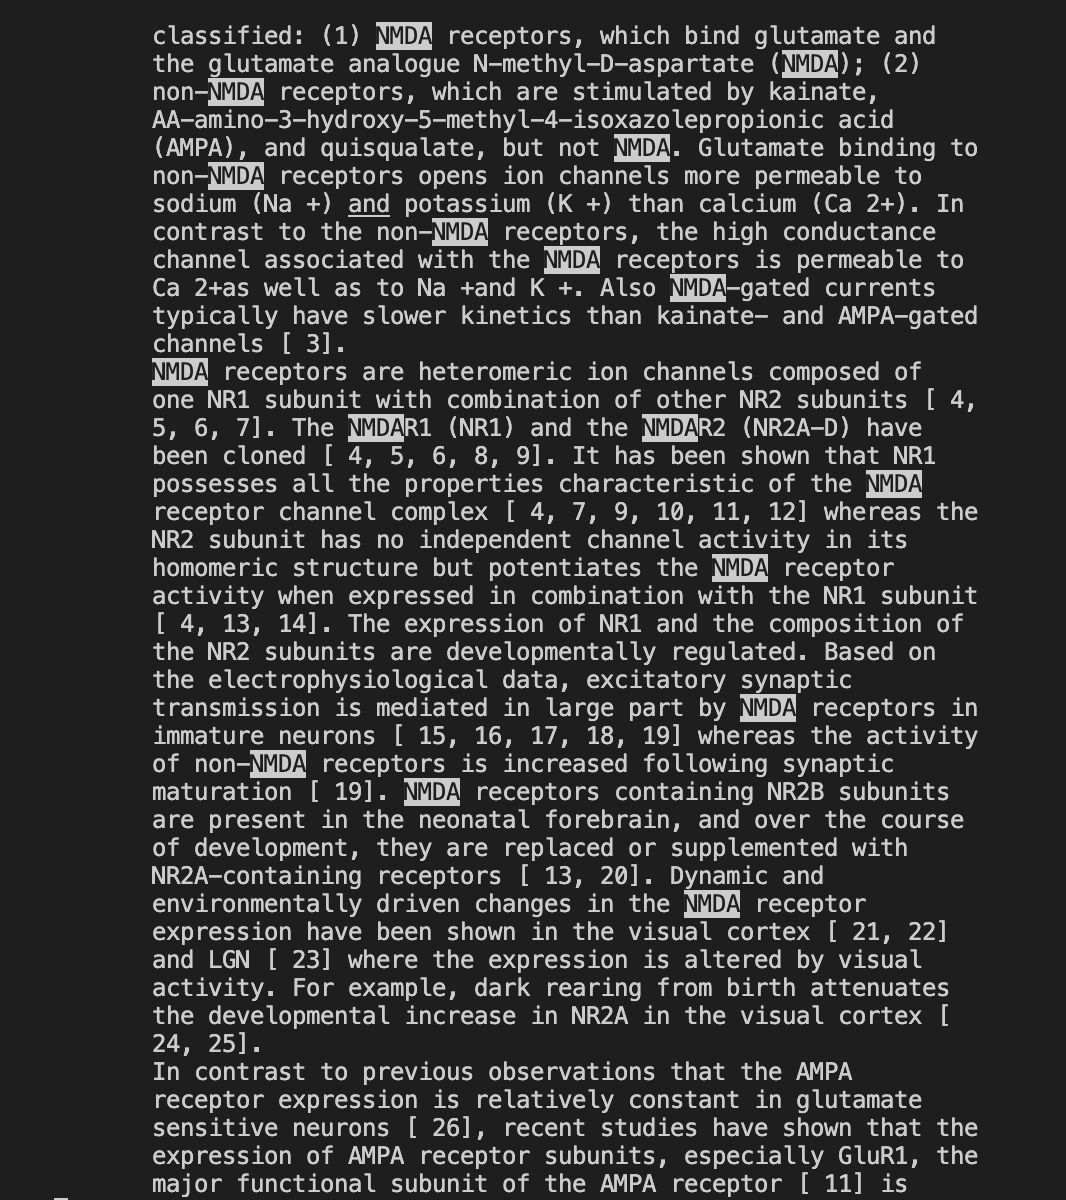 classified: (1) NMDA receptors, which bind glutamate and
the glutamate analogue N-methyl-D-aspartate (NMDA); (2)
non-NMDA receptors, which are stimulated by kainate,
AA-amino-3-hydroxy-5-methyl-4-isoxazolepropionic acid
(AMPA), and quisqualate, but not NMDA. Glutamate binding to
non-NMDA receptors opens ion channels more permeable to
sodium (Na +) and potassium (K +) than calcium (Ca 2+). In
contrast to the non-NMDA receptors, the high conductance
channel associated with the NMDA receptors is permeable to
Ca 2+as well as to Na +and K +. Also NMDA-gated currents
typically have slower kinetics than kainate- and AMPA-gated
channels [ 3].
NMDA receptors are heteromeric ion channels composed of
one NR1 subunit with combination of other NR2 subunits [ 4,
5, 6, 7]. The NMDAR1 (NR1) and the NMDAR2 (NR2A-D) have
been cloned [ 4, 5, 6, 8, 9]. It has been shown that NR1
possesses all the properties characteristic of the NMDA
receptor channel complex [ 4, 7, 9, 10, 11, 12] whereas the
NR2 subunit has no independent channel activity in its
homomeric structure but potentiates the NMDA receptor
activity when expressed in combination with the NR1 subunit
[ 4, 13, 14]. The expression of NR1 and the composition of
the NR2 subunits are developmentally regulated. Based on
the electrophysiological data, excitatory synaptic
transmission is mediated in large part by NMDA receptors in
immature neurons [ 15, 16, 17, 18, 19] whereas the activity
of non-NMDA receptors is increased following synaptic
maturation [ 19]. NMDA receptors containing NR2B subunits
are present in the neonatal forebrain, and over the course
of development, they are replaced or supplemented with
NR2A-containing receptors [ 13, 20]. Dynamic and
environmentally driven changes in the NMDA receptor
expression have been shown in the visual cortex [ 21, 22]
and LGN [ 23] where the expression is altered by visual
activity. For example, dark rearing from birth attenuates
the developmental increase in NR2A in the visual cortex [
24, 25].
In contrast to previous observations that the AMPA
receptor expression is relatively constant in glutamate
sensitive neurons [ 26], recent studies have shown that the
expression of AMPA receptor subunits, especially GluR1, the
major functional subunit of the AMPA receptor [ 11] is